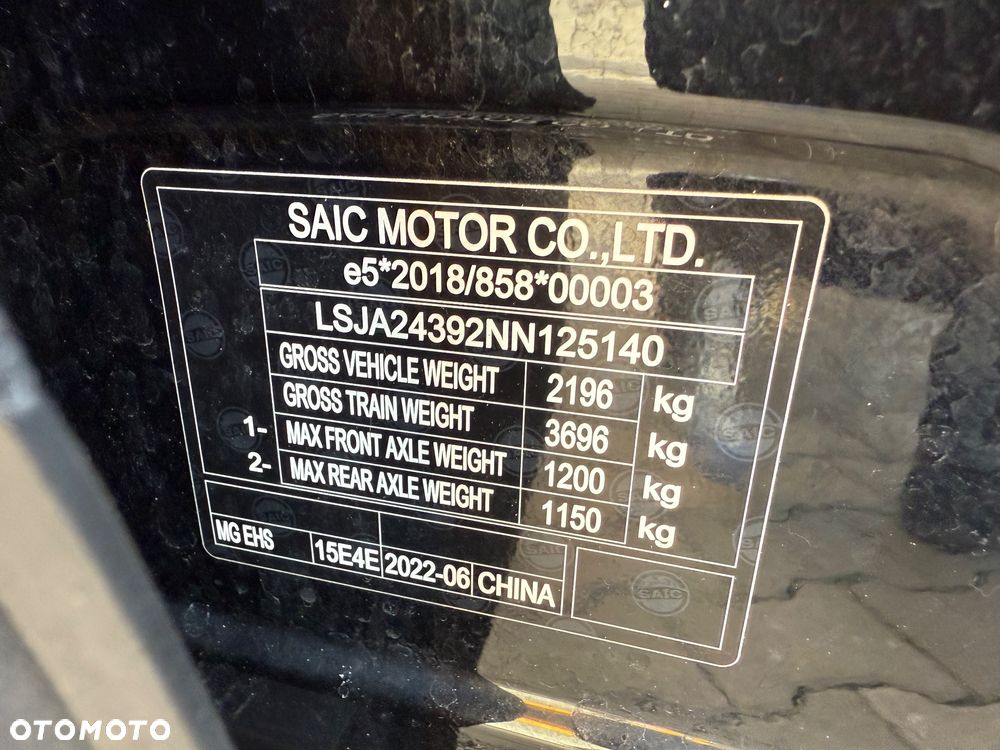 SAIC MOTOR CO.,LTD.
e5*2018/858*00003
LSJA24392NN125140
GROSS VEHICLE WEIGHT 2196 kg
GROSS TRAIN WEIGHT 3696 kg
1- MAX FRONT AXLE WEIGHT 1200 kg
2- MAX REAR AXLE WEIGHT 1150 kg
MG EHS 15E4E 2022-06 CHINA
SAIC
OTOMOTO